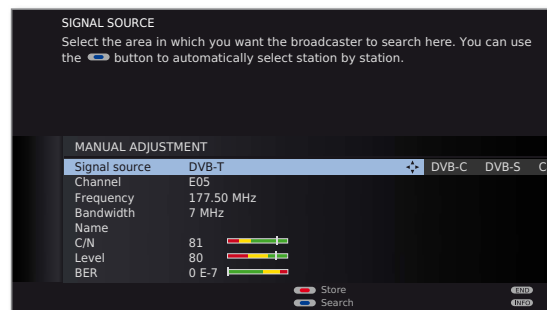 SIGNAL SOURCE
Select the area in which you want the broadcaster to search here. You can use
the button to automatically select station by station.
MANUAL ADJUSTMENT
Signal source DVB-T DVB-C DVB-S C
Channel E05
Frequency 177.50 MHz
Bandwidth 7 MHz
Name
C/N 81
Level 80
BER 0 E-7
Store END
Search INFO